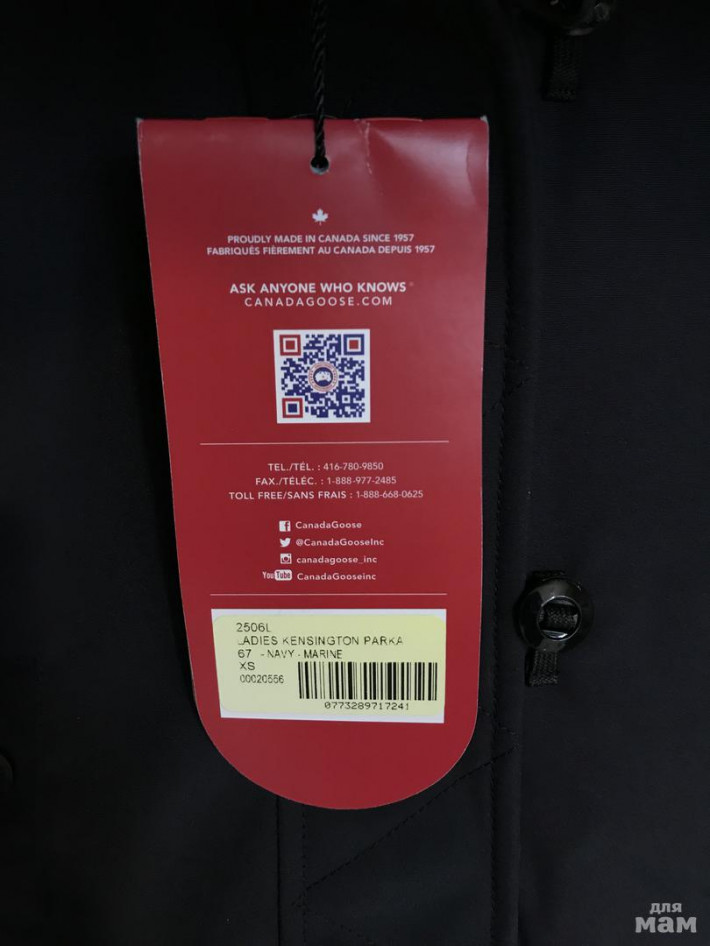 PROUDLY MADE IN CANADA SINCE 1957
FABRIQUÉS FIÈREMENT AU CANADA DEPUIS 1957
ASK ANYONE WHO KNOWS®
CANADAGOOSE.COM
TEL./TÉL. : 416-780-9850
FAX./TÉLÉC. : 1-888-977-2485
TOLL FREE/SANS FRAIS : 1-888-668-0625
CanadaGoose
@CanadaGooseInc
canadagoose_inc
You Tube CanadaGooseinc
2506L
LADIES KENSINGTON PARKA
67 - NAVY - MARINE
XS
00020556
0773289717241
для
мам